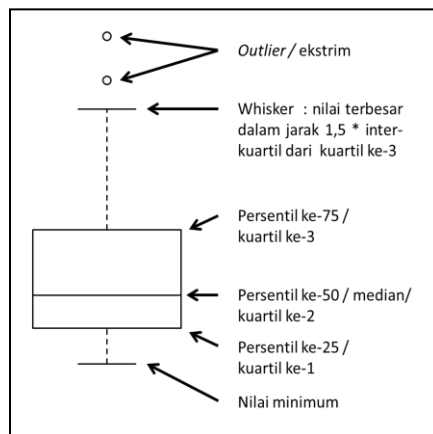 Outlier / ekstrim
Whisker : nilai terbesar
dalam jarak 1,5 * inter-
kuartil dari kuartil ke-3
Persentil ke-75 /
kuartil ke-3
Persentil ke-50 / median/
kuartil ke-2
Persentil ke-25 /
kuartil ke-1
Nilai minimum